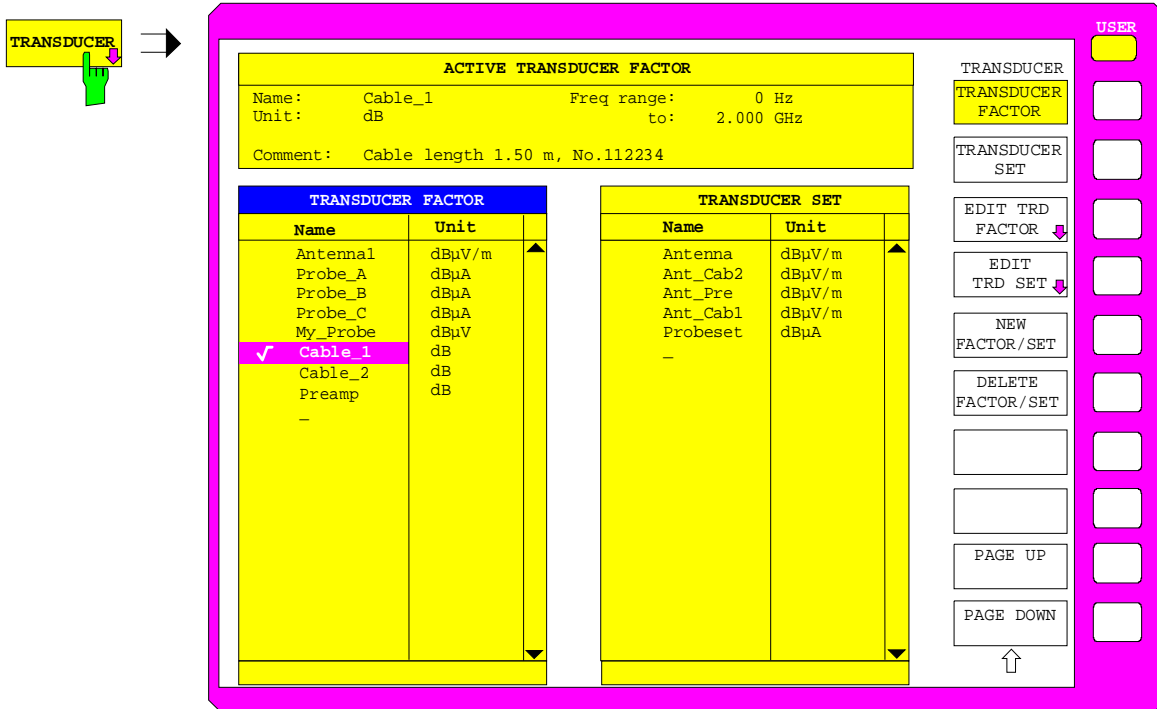 TRANSDUCER
USER
ACTIVE TRANSDUCER FACTOR
Name: Cable_1 Freq range: 0 Hz
Unit: dB to: 2.000 GHz
Comment: Cable length 1.50 m, No.112234
TRANSDUCER FACTOR
Name Unit
Antenna1 dBµV/m
Probe_A dBµA
Probe_B dBµA
Probe_C dBµA
My_Probe dBµV
√ Cable_1 dB
Cable_2 dB
Preamp dB
_
TRANSDUCER SET
Name Unit
Antenna dBµV/m
Ant_Cab2 dBµV/m
Ant_Pre dBµV/m
Ant_Cab1 dBµV/m
Probeset dBµA
_
TRANSDUCER
TRANSDUCER
FACTOR
TRANSDUCER
SET
EDIT TRD
FACTOR
EDIT
TRD SET
NEW
FACTOR/SET
DELETE
FACTOR/SET
PAGE UP
PAGE DOWN